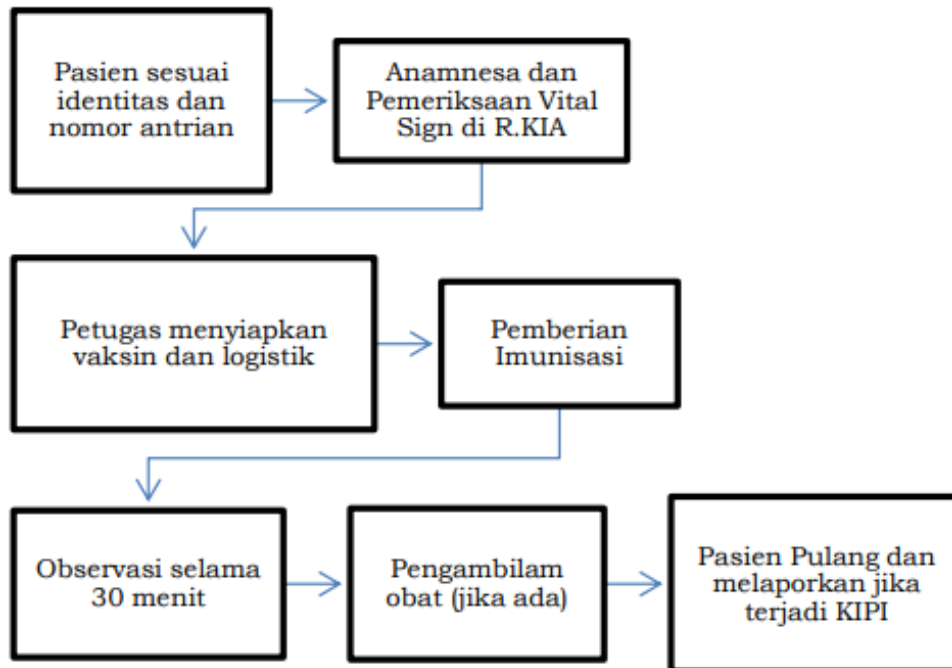 Pasien sesuai
identitas dan
nomor antrian
Anamnesa dan
Pemeriksaan Vital
Sign di R.KIA
Petugas menyiapkan
vaksin dan logistik
Pemberian
Imunisasi
Observasi selama
30 menit
Pengambilam
obat (jika ada)
Pasien Pulang dan
melaporkan jika
terjadi KIPI